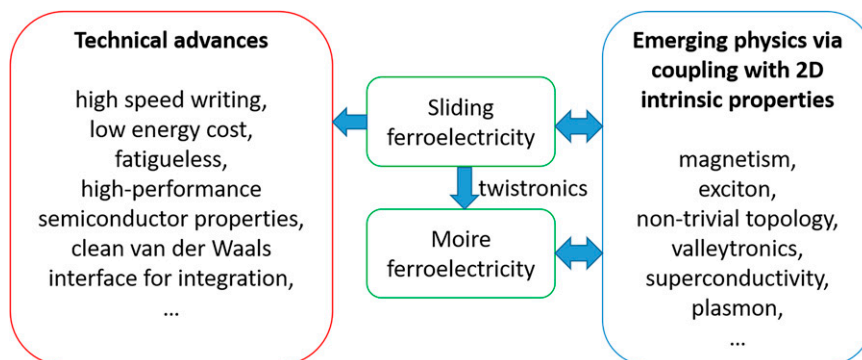 Technical advances
high speed writing,
low energy cost,
fatigueless,
high-performance
semiconductor properties,
clean van der Waals
interface for integration,
...
Sliding
ferroelectricity
twistronics
Moire
ferroelectricity
Emerging physics via
coupling with 2D
intrinsic properties
magnetism,
exciton,
non-trivial topology,
valleytronics,
superconductivity,
plasmon,
...